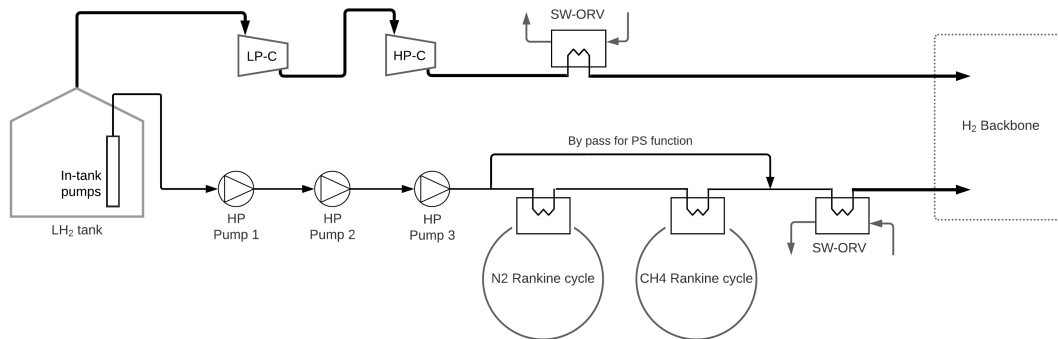 SW-ORV
LP-C
HP-C
H₂ Backbone
By pass for PS function
In-tank
pumps
LH₂ tank
HP
Pump 1
HP
Pump 2
HP
Pump 3
SW-ORV
N2 Rankine cycle
CH4 Rankine cycle